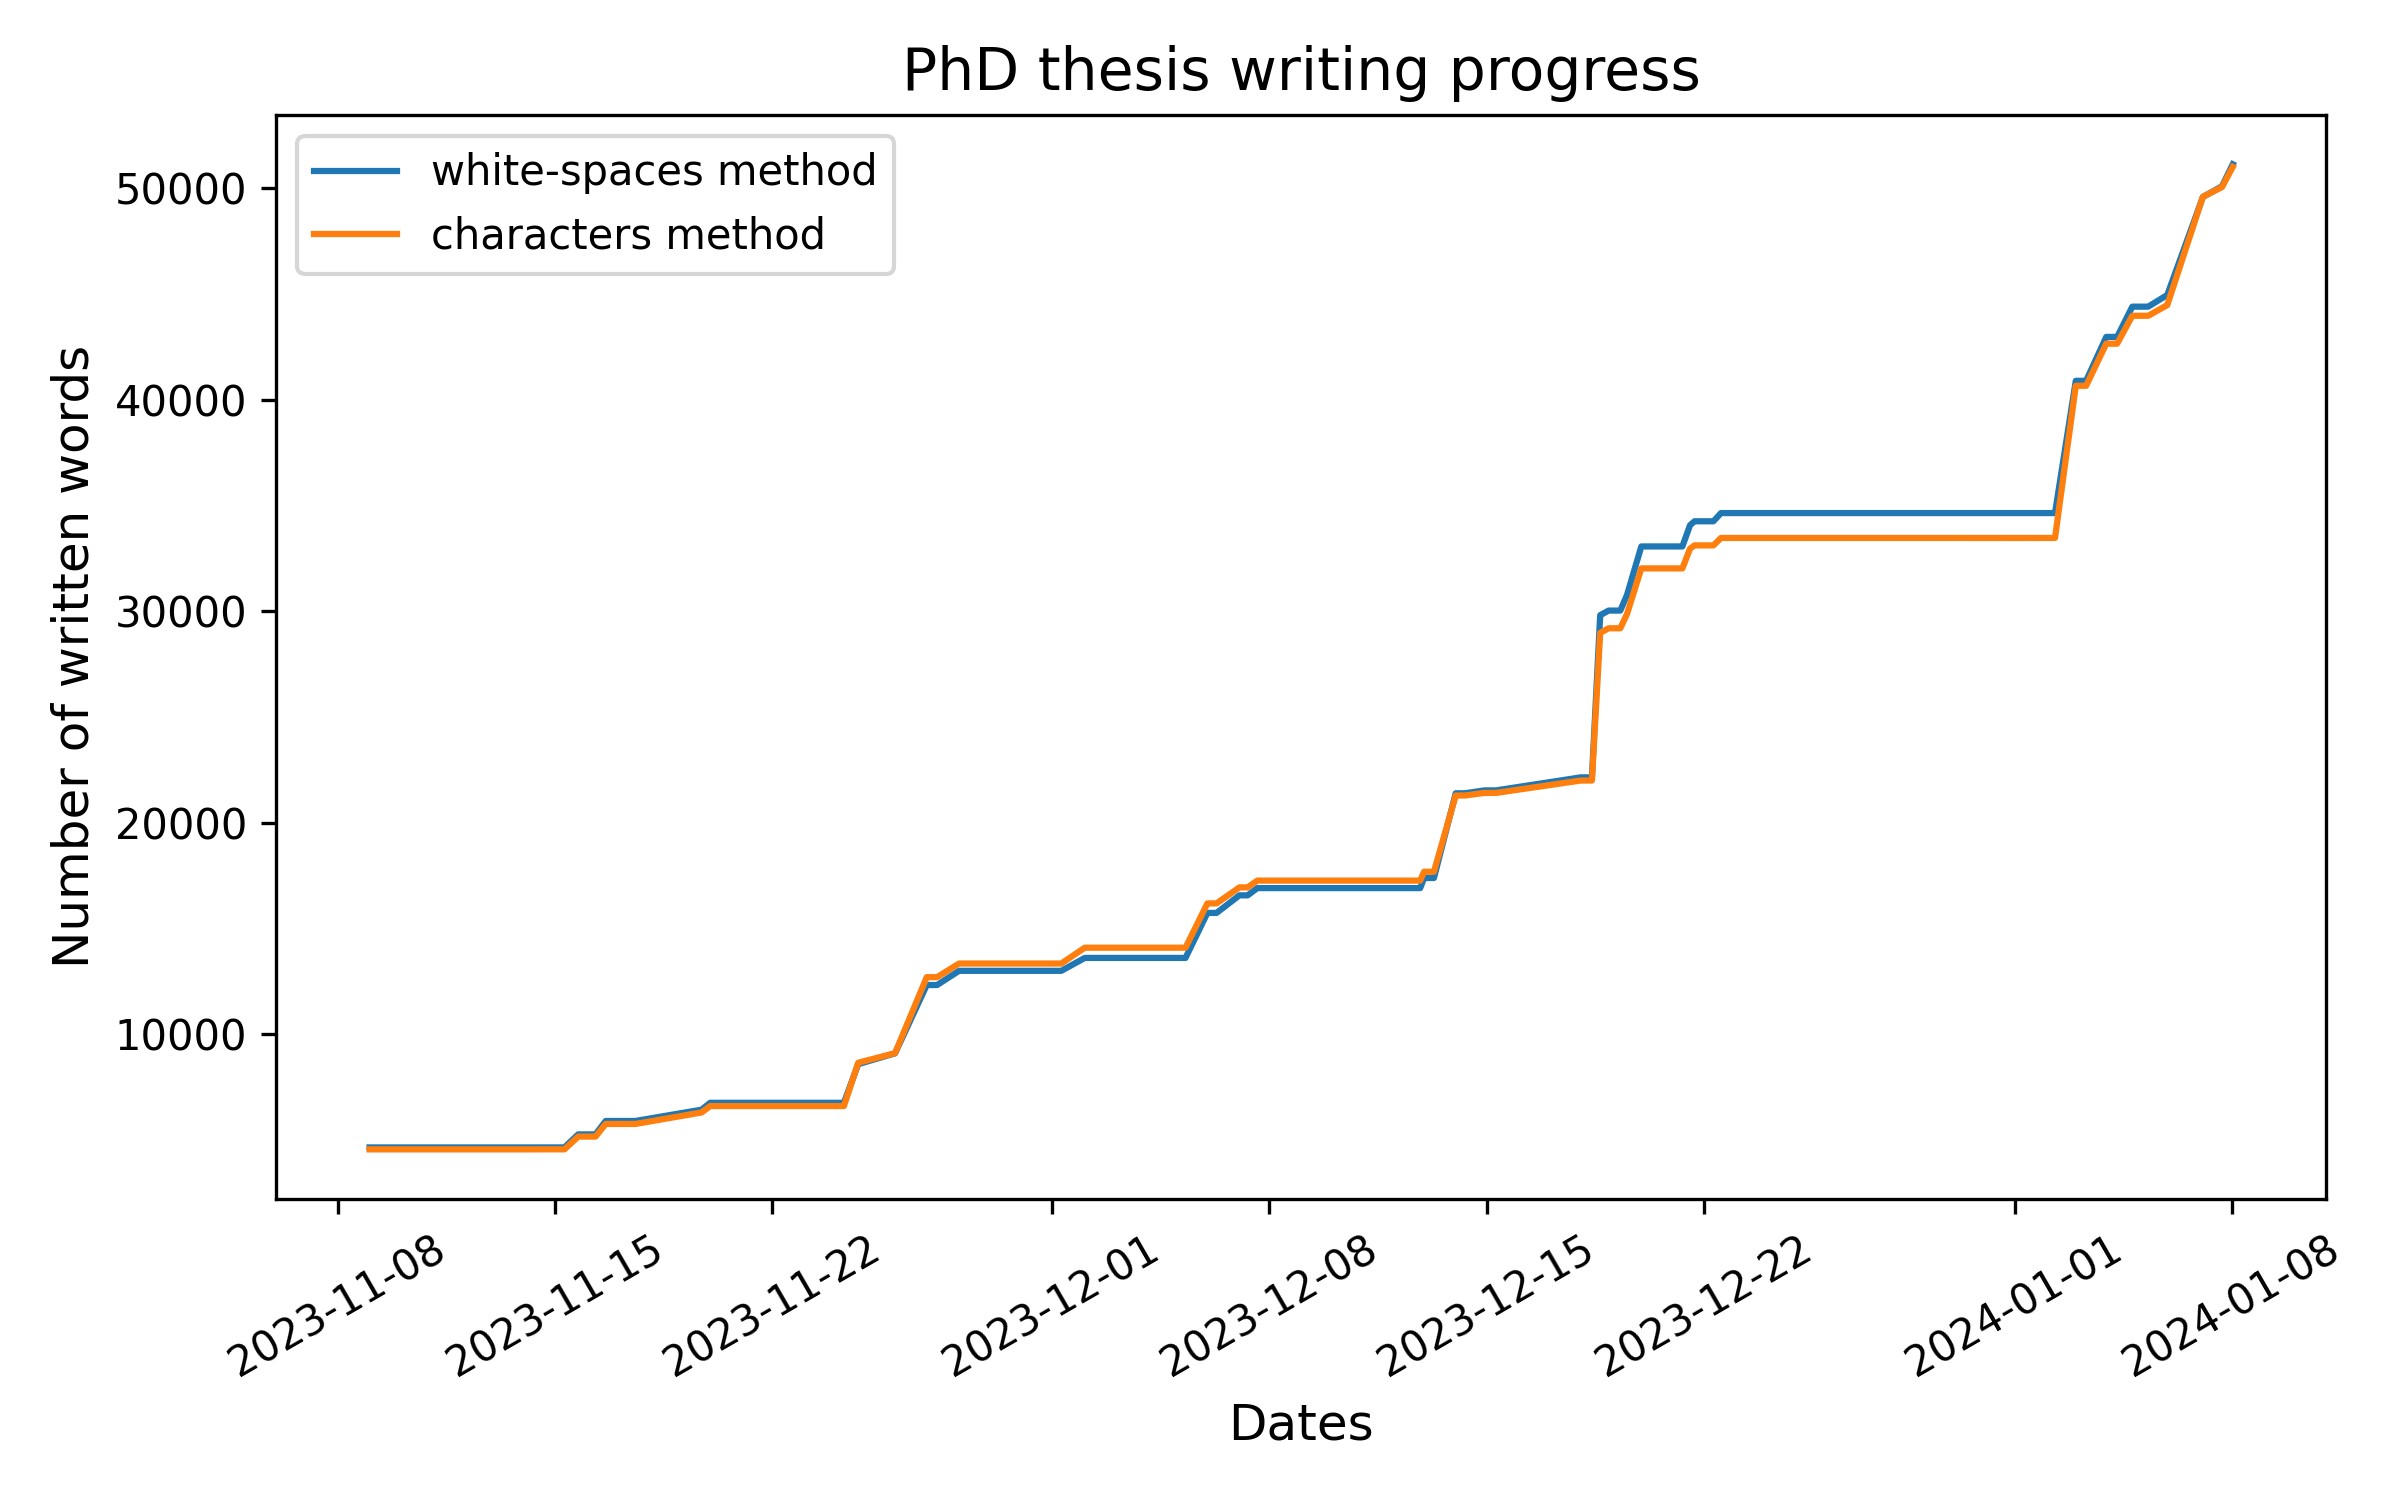 PhD thesis writing progress
white-spaces method
characters method
Number of written words
50000
40000
30000
20000
10000
2023-11-08
2023-11-15
2023-11-22
2023-12-01
2023-12-08
2023-12-15
2023-12-22
2024-01-01
2024-01-08
Dates